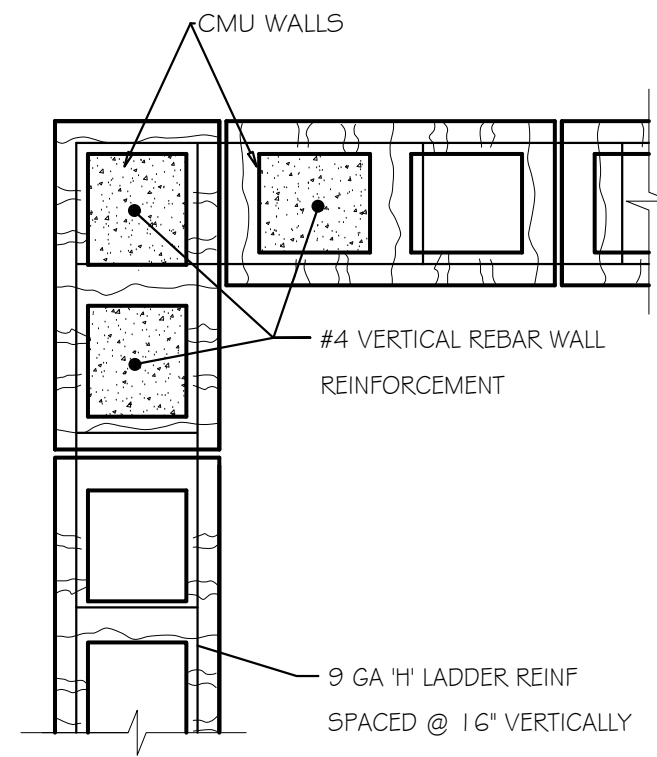 CMU WALLS
#4 VERTICAL REBAR WALL
REINFORCEMENT
9 GA 'H' LADDER REINF
SPACED @ 16" VERTICALLY